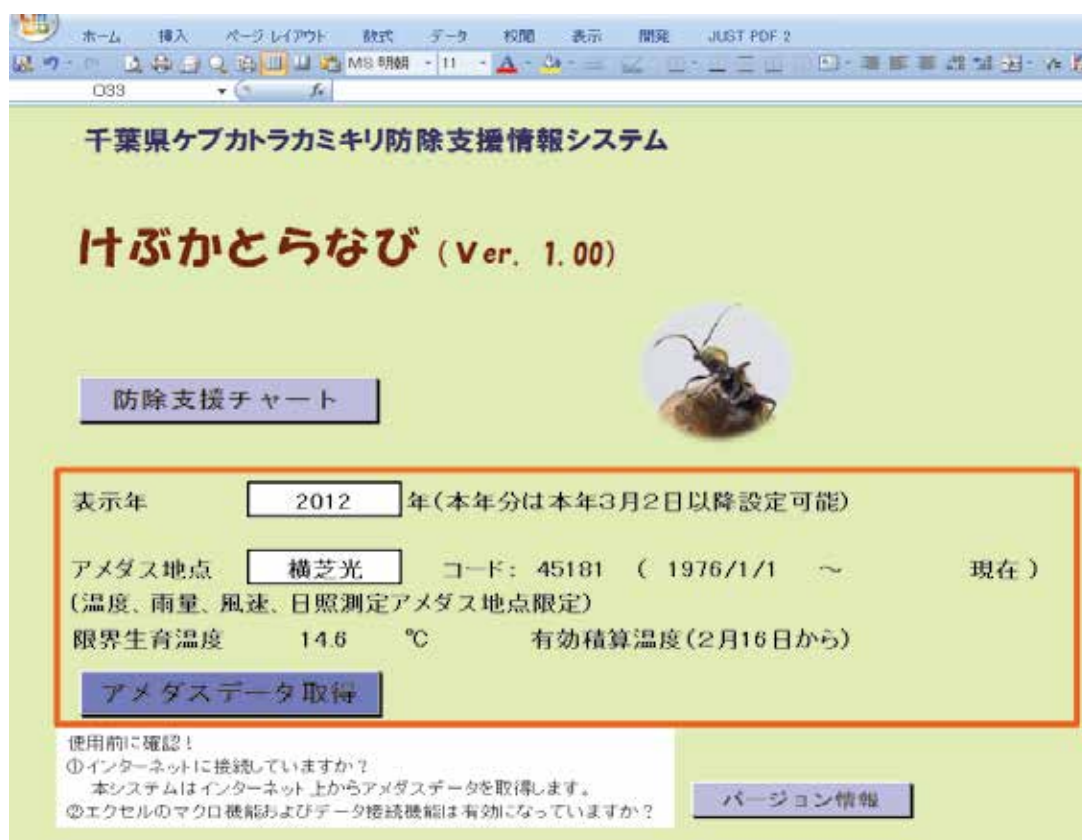 ホーム 挿入 ページ レイアウト 数式 データ 校閲 表示 開発 JUST PDF 2
MS 明朝 11
O33 fx
千葉県ケブカトラカミキリ防除支援情報システム
けぶかとらなび (Ver. 1.00)
防除支援チャート
表示年 2012 年(本年分は本年3月2日以降設定可能)
アメダス地点 横芝光 コード: 45181 ( 1976/1/1 ~ 現在 )
(温度、雨量、風速、日照測定アメダス地点限定)
限界生育温度 14.6 ℃ 有効積算温度(2月16日から)
アメダスデータ取得
使用前に確認!
①インターネットに接続していますか?
本システムはインターネット上からアメダスデータを取得します。
②エクセルのマクロ機能およびデータ接続機能は有効になっていますか?
バージョン情報